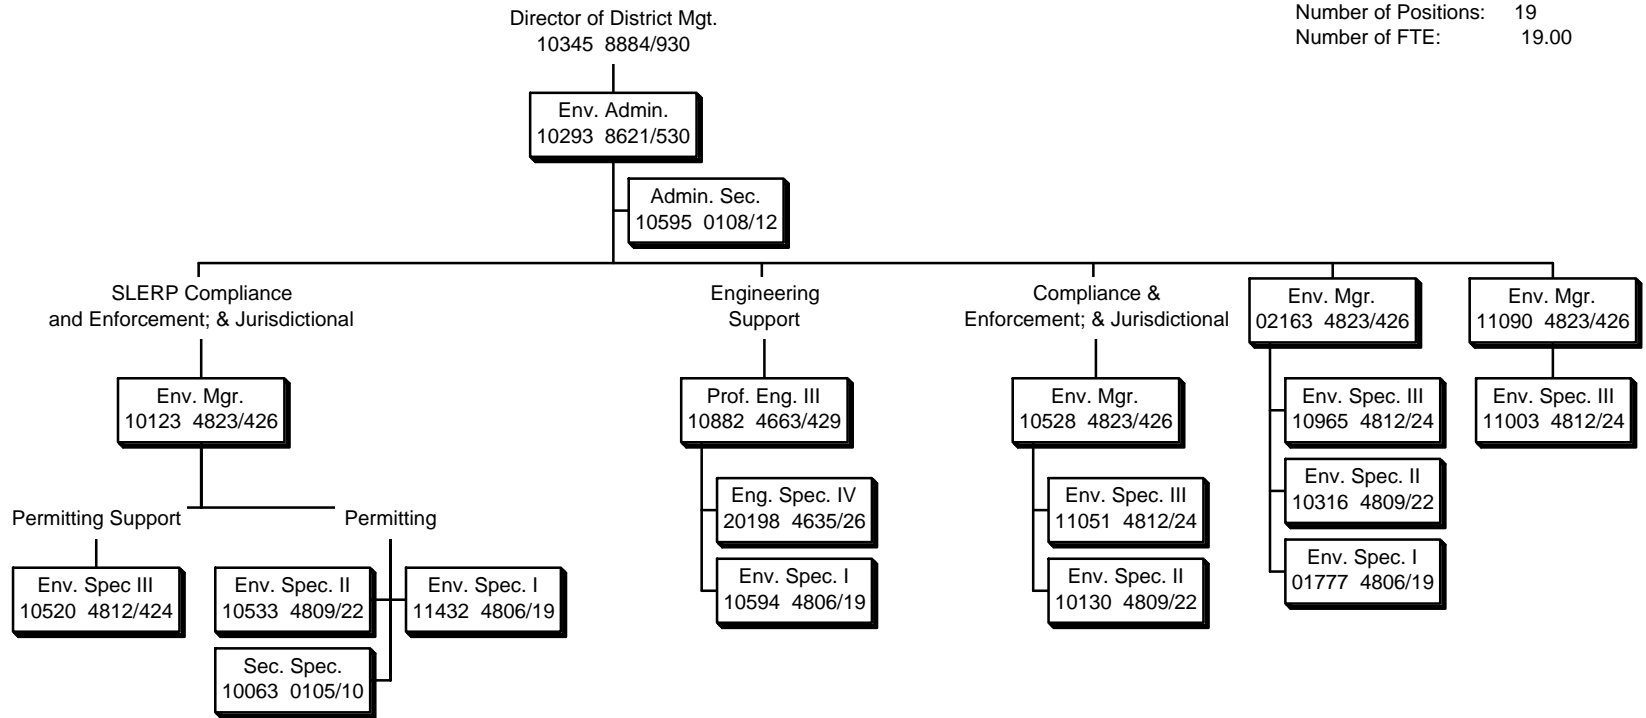 Number of Positions: 19
Number of FTE: 19.00
Director of District Mgt.
10345 8884/930
Env. Admin.
10293 8621/530
Admin. Sec.
10595 0108/12
SLERP Compliance
and Enforcement; & Jurisdictional
Engineering
Support
Compliance &
Enforcement; & Jurisdictional
Env. Mgr.
02163 4823/426
Env. Mgr.
11090 4823/426
Env. Mgr.
10123 4823/426
Prof. Eng. III
10882 4663/429
Env. Mgr.
10528 4823/426
Env. Spec. III
10965 4812/24
Env. Spec. III
11003 4812/24
Permitting Support
Permitting
Eng. Spec. IV
20198 4635/26
Env. Spec. III
11051 4812/24
Env. Spec. II
10316 4809/22
Env. Spec III
10520 4812/424
Env. Spec. II
10533 4809/22
Env. Spec. I
11432 4806/19
Env. Spec. I
10594 4806/19
Env. Spec. II
10130 4809/22
Env. Spec. I
01777 4806/19
Sec. Spec.
10063 0105/10